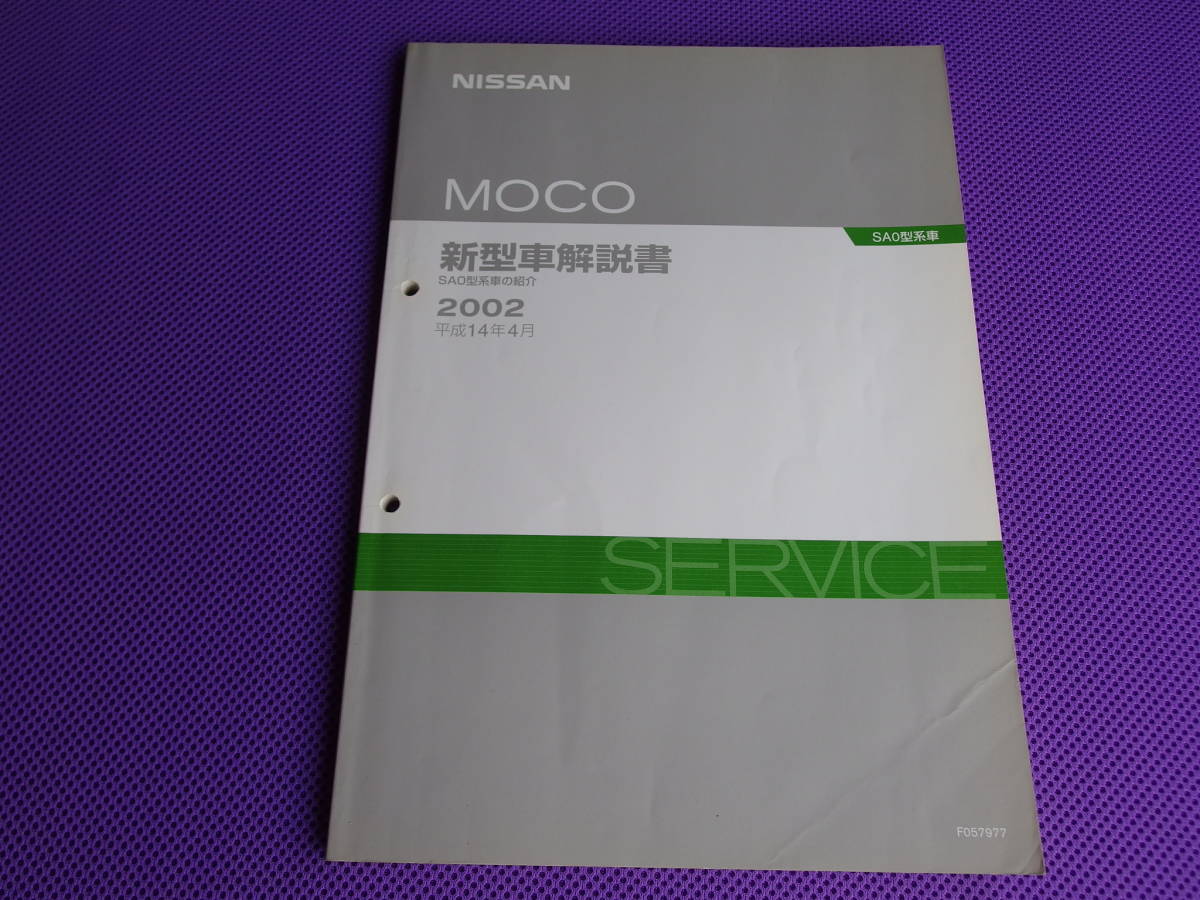 NISSAN
MOCO
SA0型系車
新型車解説書
SA0型系車の紹介
2002
平成14年4月
SERVICE
F057977